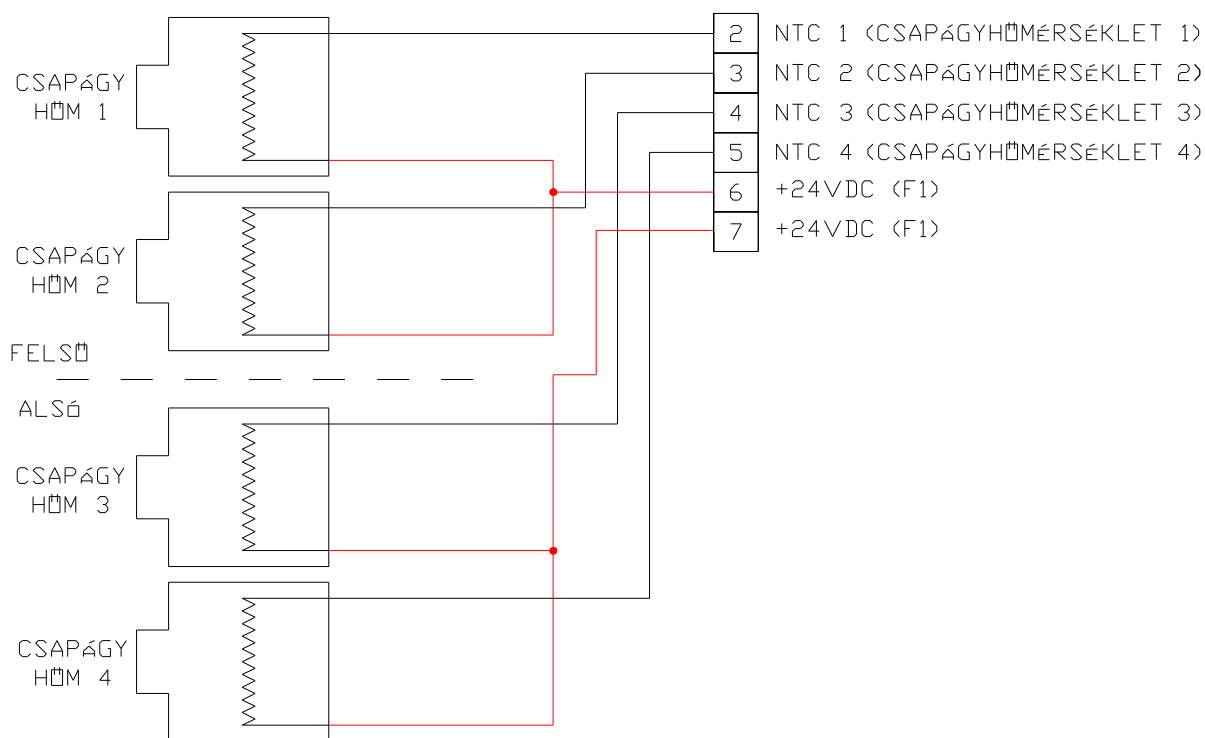 CSAPáGY
HŐM 1
CSAPáGY
HŐM 2
FELSŐ
ALSó
CSAPáGY
HŐM 3
CSAPáGY
HŐM 4
2 NTC 1 (CSAPáGYHŐMéRSéKLET 1)
3 NTC 2 (CSAPáGYHŐMéRSéKLET 2)
4 NTC 3 (CSAPáGYHŐMéRSéKLET 3)
5 NTC 4 (CSAPáGYHŐMéRSéKLET 4)
6 +24VDC (F1)
7 +24VDC (F1)